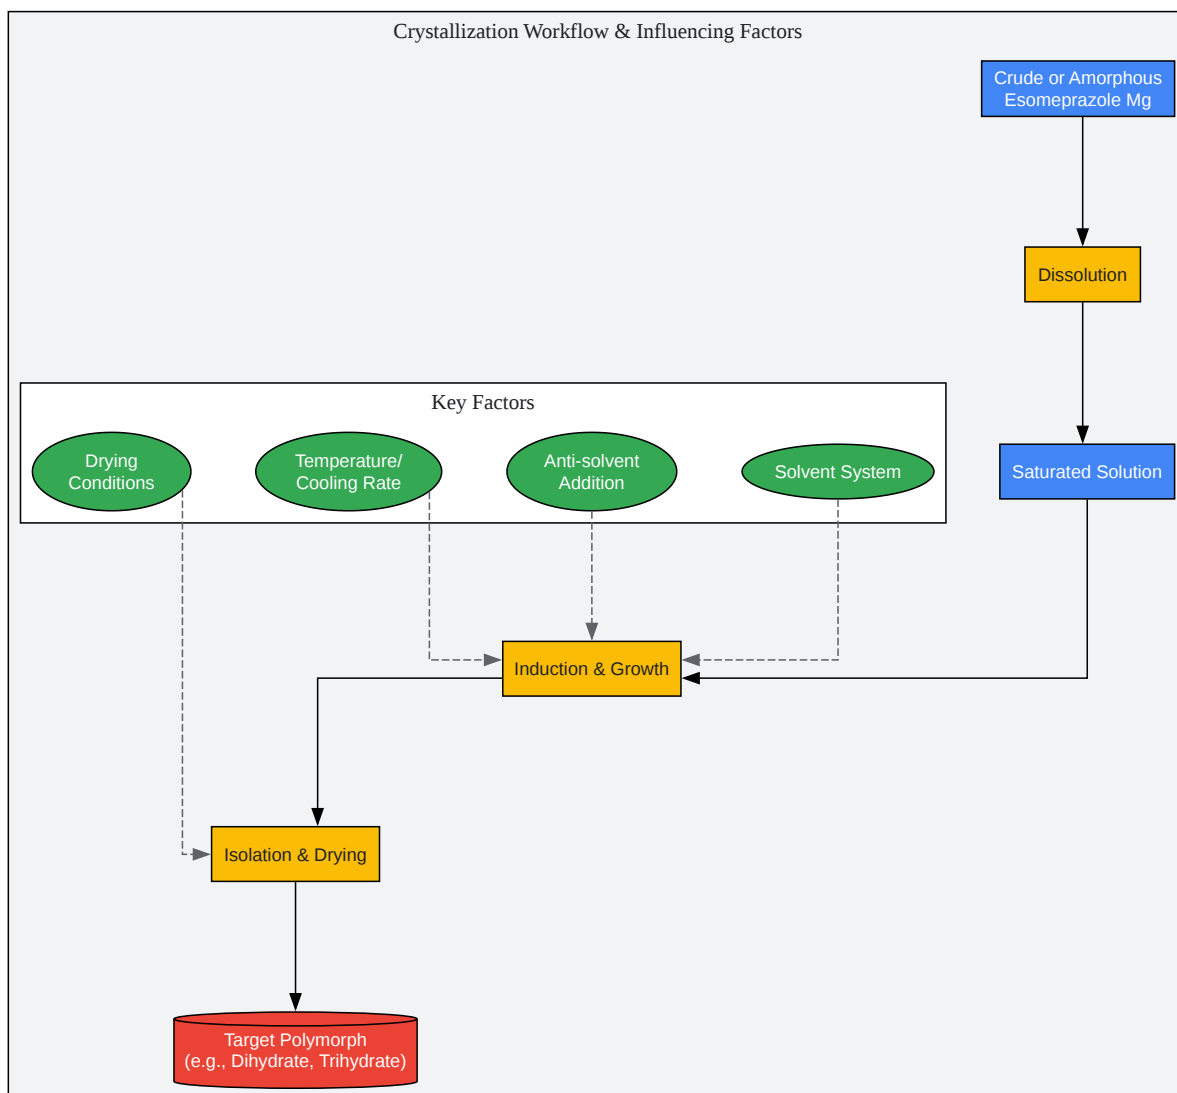 Crystallization Workflow & Influencing Factors
Crude or Amorphous
Esomeprazole Mg
Dissolution
Key Factors
Drying
Conditions
Temperature/
Cooling Rate
Anti-solvent
Addition
Solvent System
Saturated Solution
Induction & Growth
Isolation & Drying
Target Polymorph
(e.g., Dihydrate, Trihydrate)